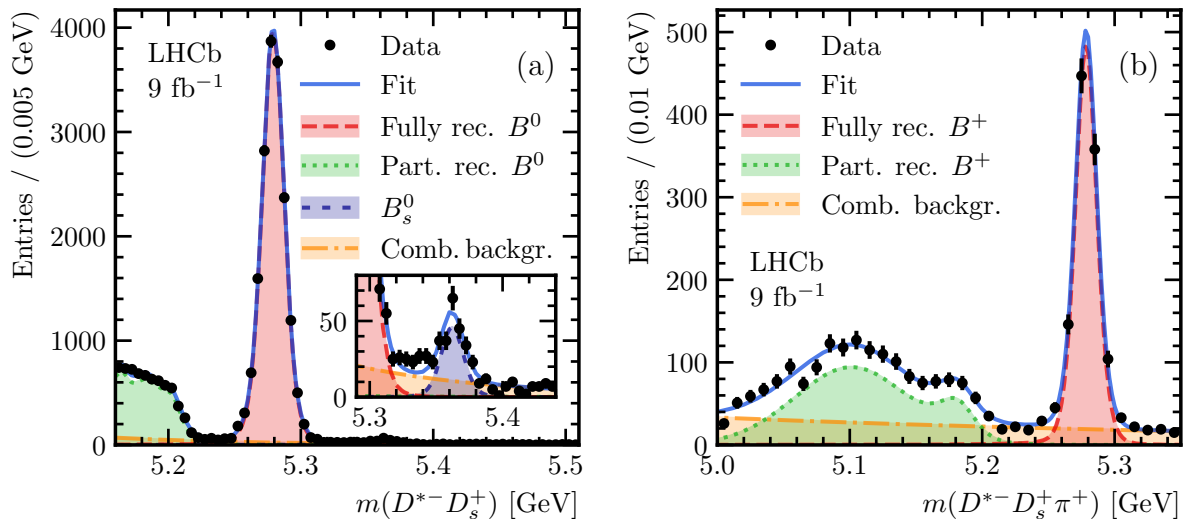 Entries / (0.005 GeV)
4000
3000
2000
1000
0
LHCb
9 fb⁻¹
(a)
Data
Fit
Fully rec. B⁰
Part. rec. B⁰
B⁰ₛ
Comb. backgr.
50
0
5.3
5.4
5.2
5.3
5.4
5.5
m(D*⁻Dₛ⁺) [GeV]
Entries / (0.01 GeV)
500
400
300
200
100
0
(b)
Data
Fit
Fully rec. B⁺
Part. rec. B⁺
Comb. backgr.
LHCb
9 fb⁻¹
5.0
5.1
5.2
5.3
m(D*⁻Dₛ⁺π⁺) [GeV]